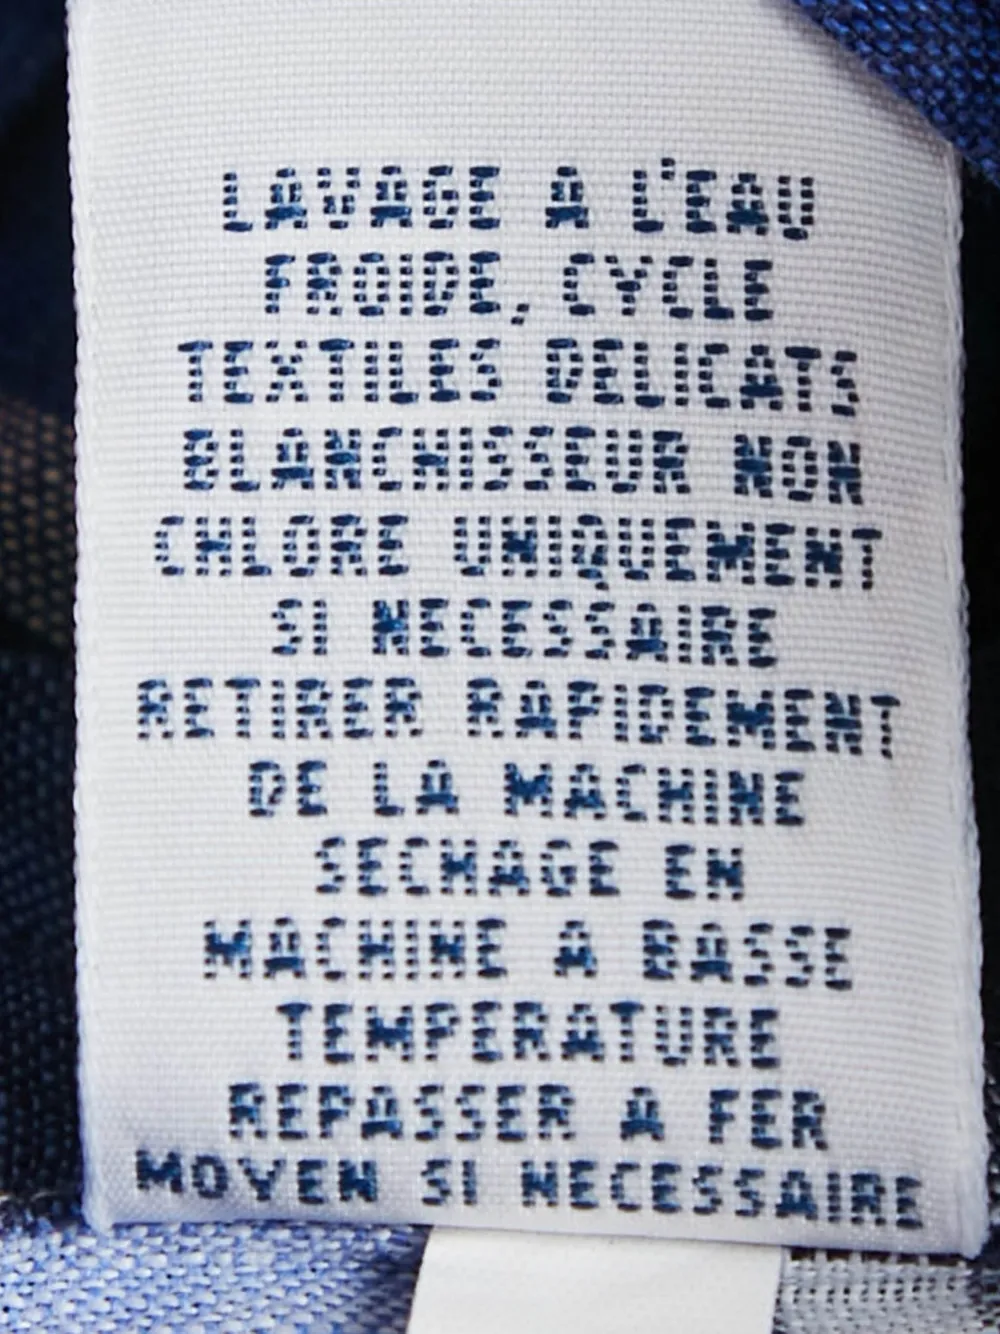 LAVAGE A L'EAU
FROIDE, CYCLE
TEXTILES DELICATS
BLANCHISSEUR NON
CHLORE UNIQUEMENT
SI NECESSAIRE
RETIRER RAPIDEMENT
DE LA MACHINE
SECHAGE EN
MACHINE A BASSE
TEMPERATURE
REPASSER A FER
MOYEN SI NECESSAIRE